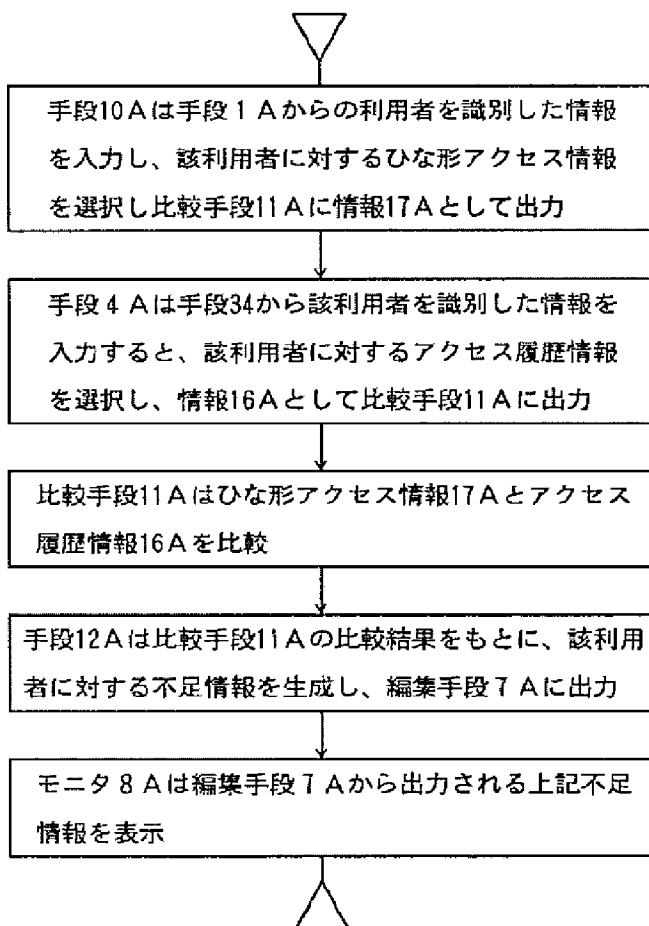 手段10Aは手段1Aからの利用者を識別した情報
を入力し、該利用者に対するひな形アクセス情報
を選択し比較手段11Aに情報17Aとして出力
手段4Aは手段34から該利用者を識別した情報を
入力すると、該利用者に対するアクセス履歴情報
を選択し、情報16Aとして比較手段11Aに出力
比較手段11Aはひな形アクセス情報17Aとアクセス
履歴情報16Aを比較
手段12Aは比較手段11Aの比較結果をもとに、該利用
者に対する不足情報を生成し、編集手段7Aに出力
モニタ8Aは編集手段7Aから出力される上記不足
情報を表示